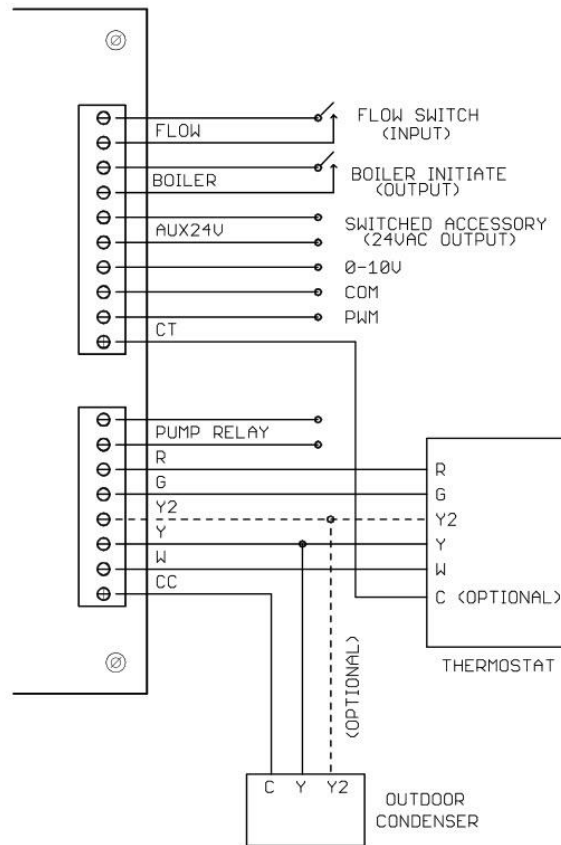 FLOW
FLOW SWITCH
(INPUT)
BOILER
BOILER INITIATE
(OUTPUT)
AUX24V
SWITCHED ACCESSORY
(24VAC OUTPUT)
0-10V
COM
PWM
CT
PUMP RELAY
R
G
Y2
Y
W
CC
R
G
Y2
Y
W
C (OPTIONAL)
THERMOSTAT
(OPTIONAL)
C Y Y2
OUTDOOR
CONDENSER